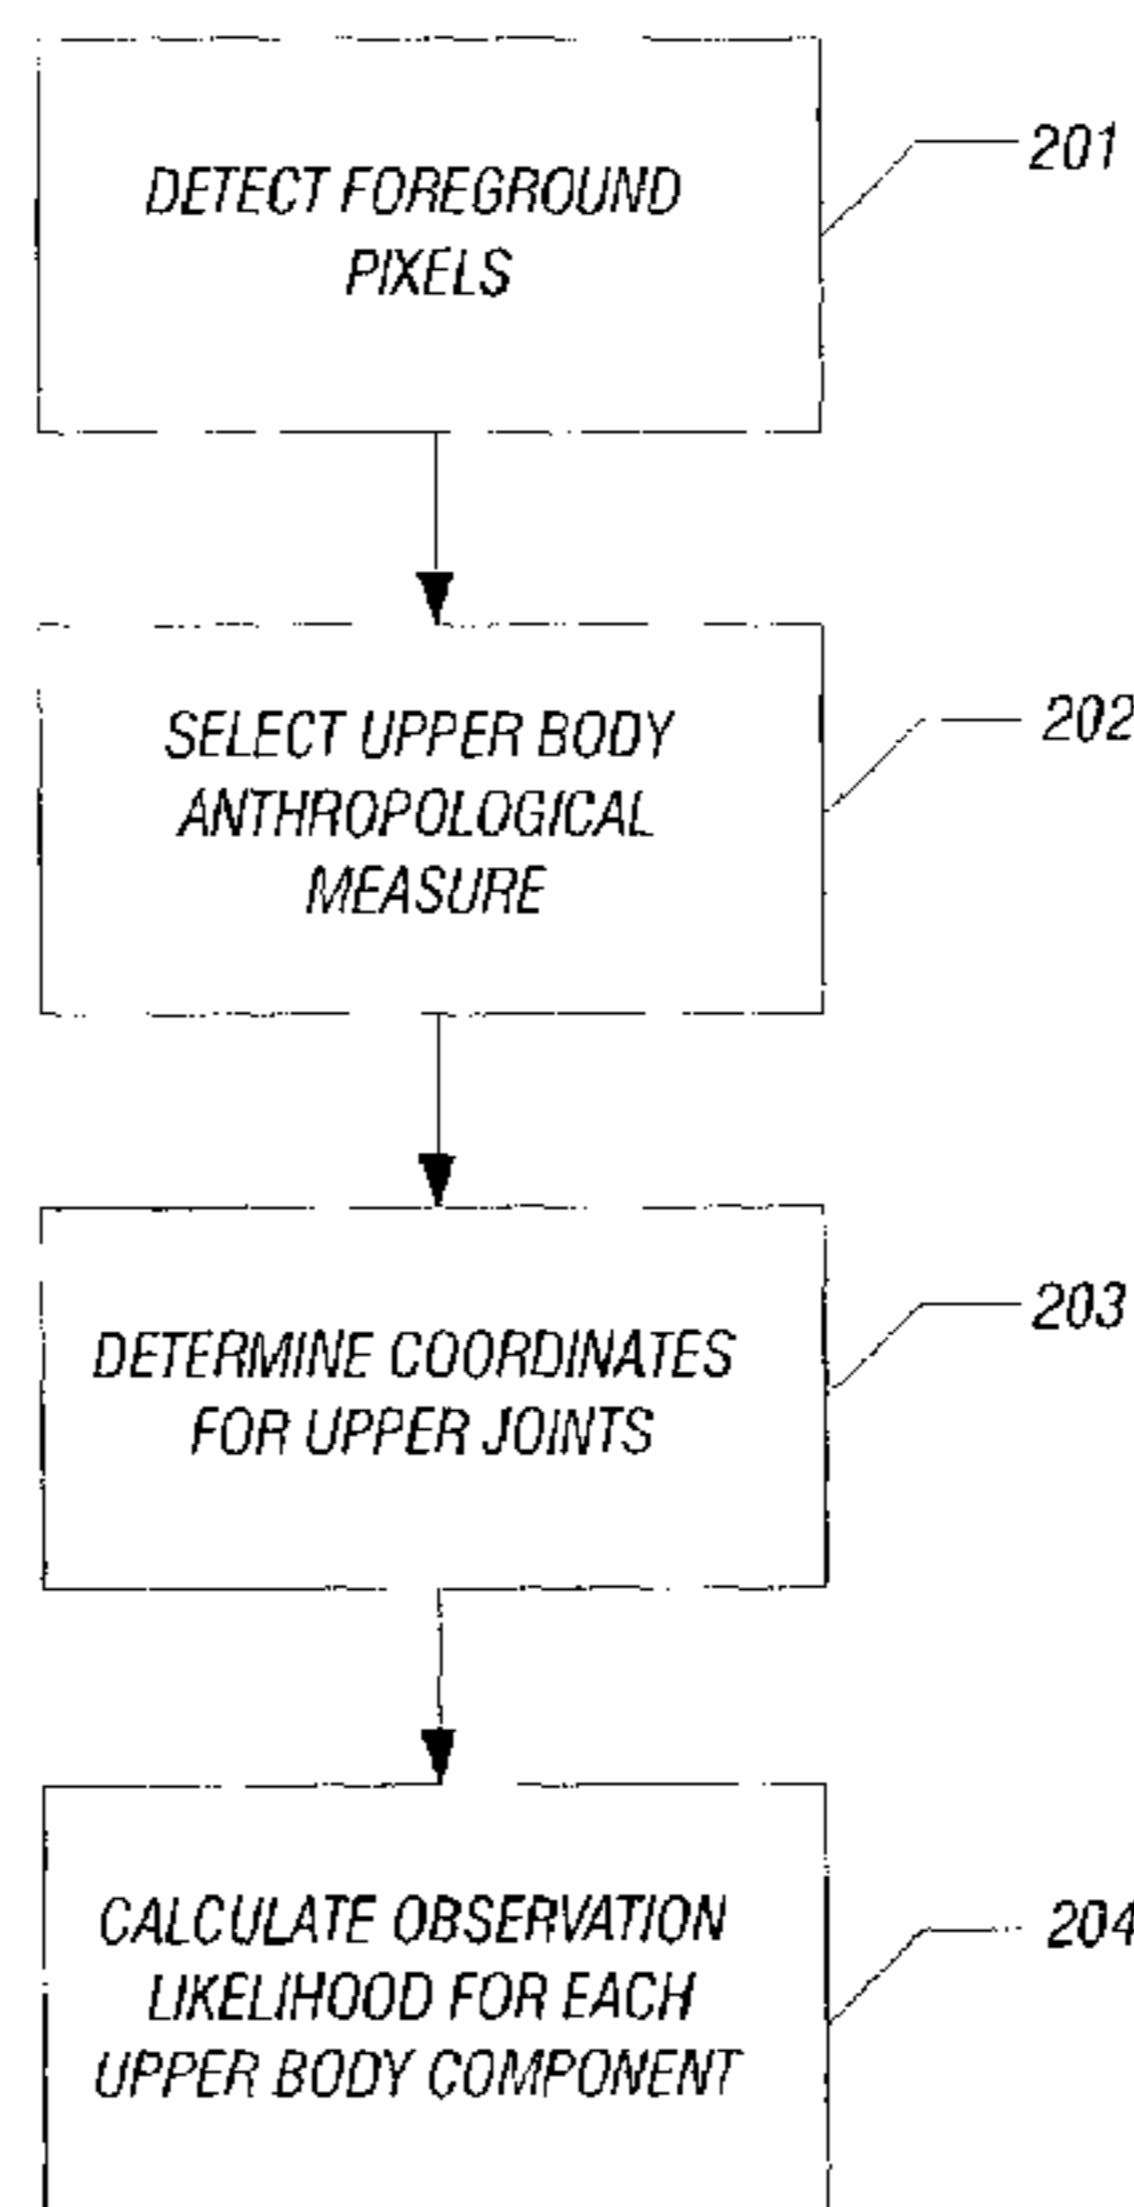 DETECT FOREGROUND
PIXELS
201
SELECT UPPER BODY
ANTHROPOLOGICAL
MEASURE
202
DETERMINE COORDINATES
FOR UPPER JOINTS
203
CALCULATE OBSERVATION
LIKELIHOOD FOR EACH
UPPER BODY COMPONENT
204